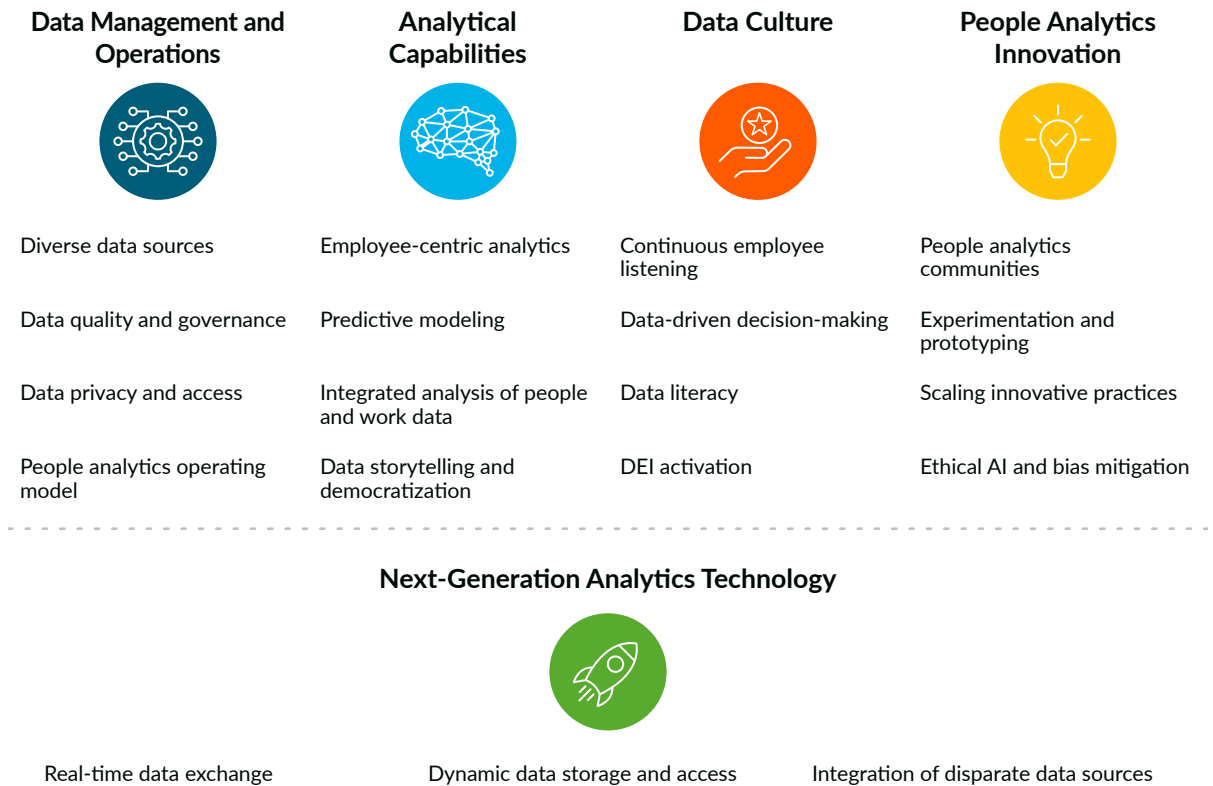 Data Management and
Operations
Analytical
Capabilities
Data Culture
People Analytics
Innovation
Diverse data sources
Data quality and governance
Data privacy and access
People analytics operating
model
Employee-centric analytics
Predictive modeling
Integrated analysis of people
and work data
Data storytelling and
democratization
Continuous employee
listening
Data-driven decision-making
Data literacy
DEI activation
People analytics
communities
Experimentation and
prototyping
Scaling innovative practices
Ethical AI and bias mitigation
Next-Generation Analytics Technology
Real-time data exchange
Dynamic data storage and access
Integration of disparate data sources